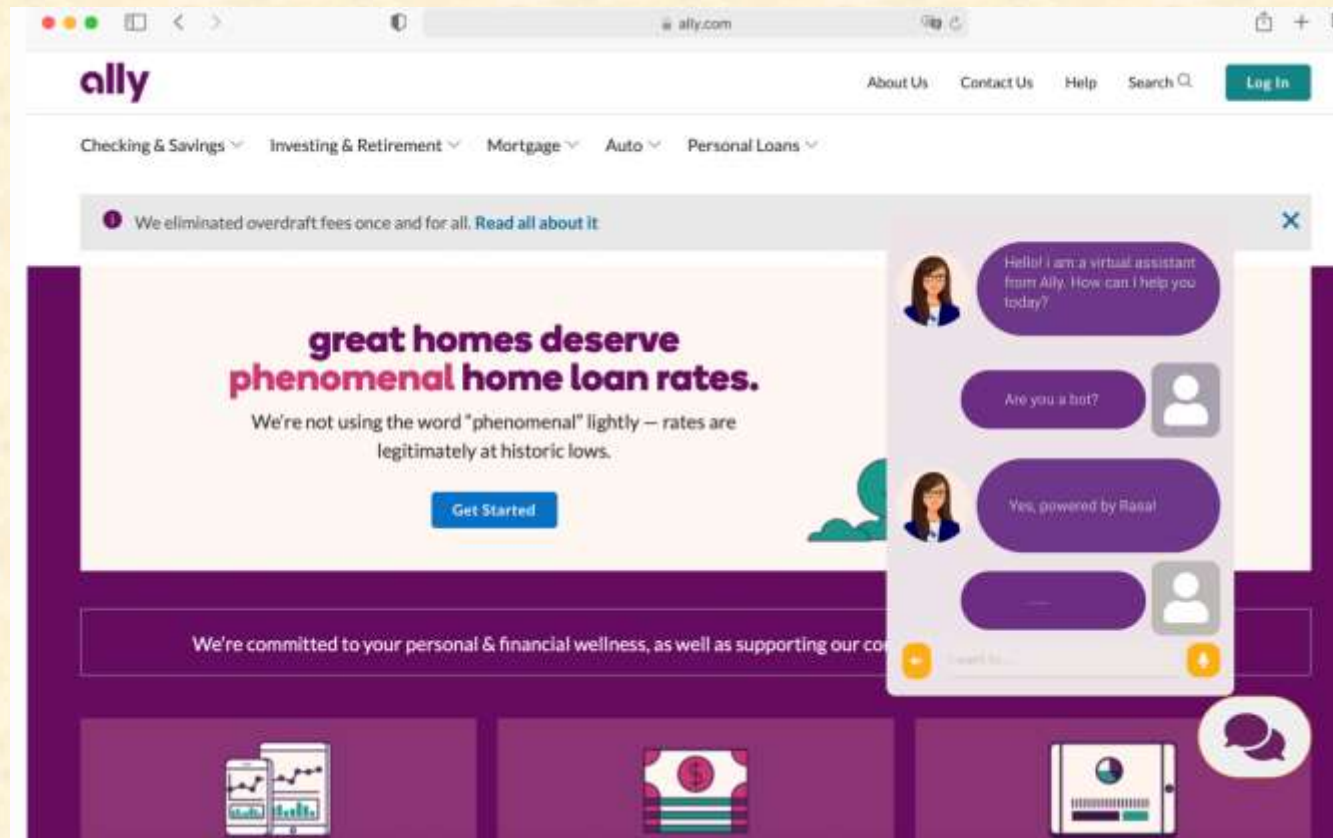 ally.com
ally
About Us Contact Us Help Search Log In
Checking & Savings Investing & Retirement Mortgage Auto Personal Loans
We eliminated overdraft fees once and for all. Read all about it
great homes deserve
phenomenal home loan rates.
We're not using the word "phenomenal" lightly — rates are
legitimately at historic lows.
Get Started
We're committed to your personal & financial wellness, as well as supporting our co
Hello! i am a virtual assistant
from Ally. How can I help you
today?
Are you a bot?
Yes, powered by Rasa!
......
I want to....